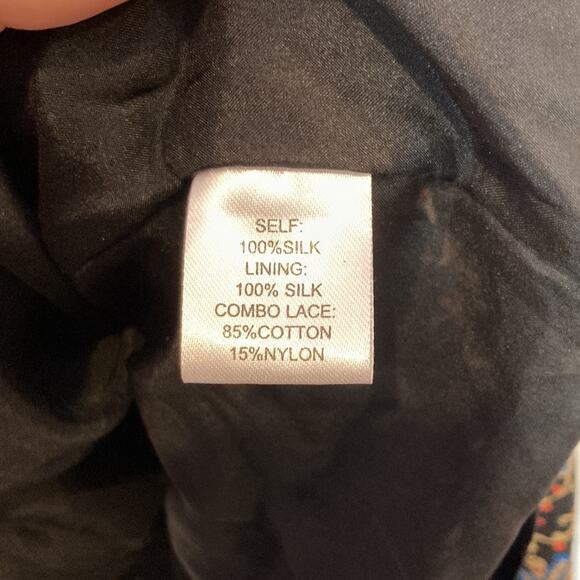 SELF:
100%SILK
LINING:
100% SILK
COMBO LACE:
85%COTTON
15%NYLON